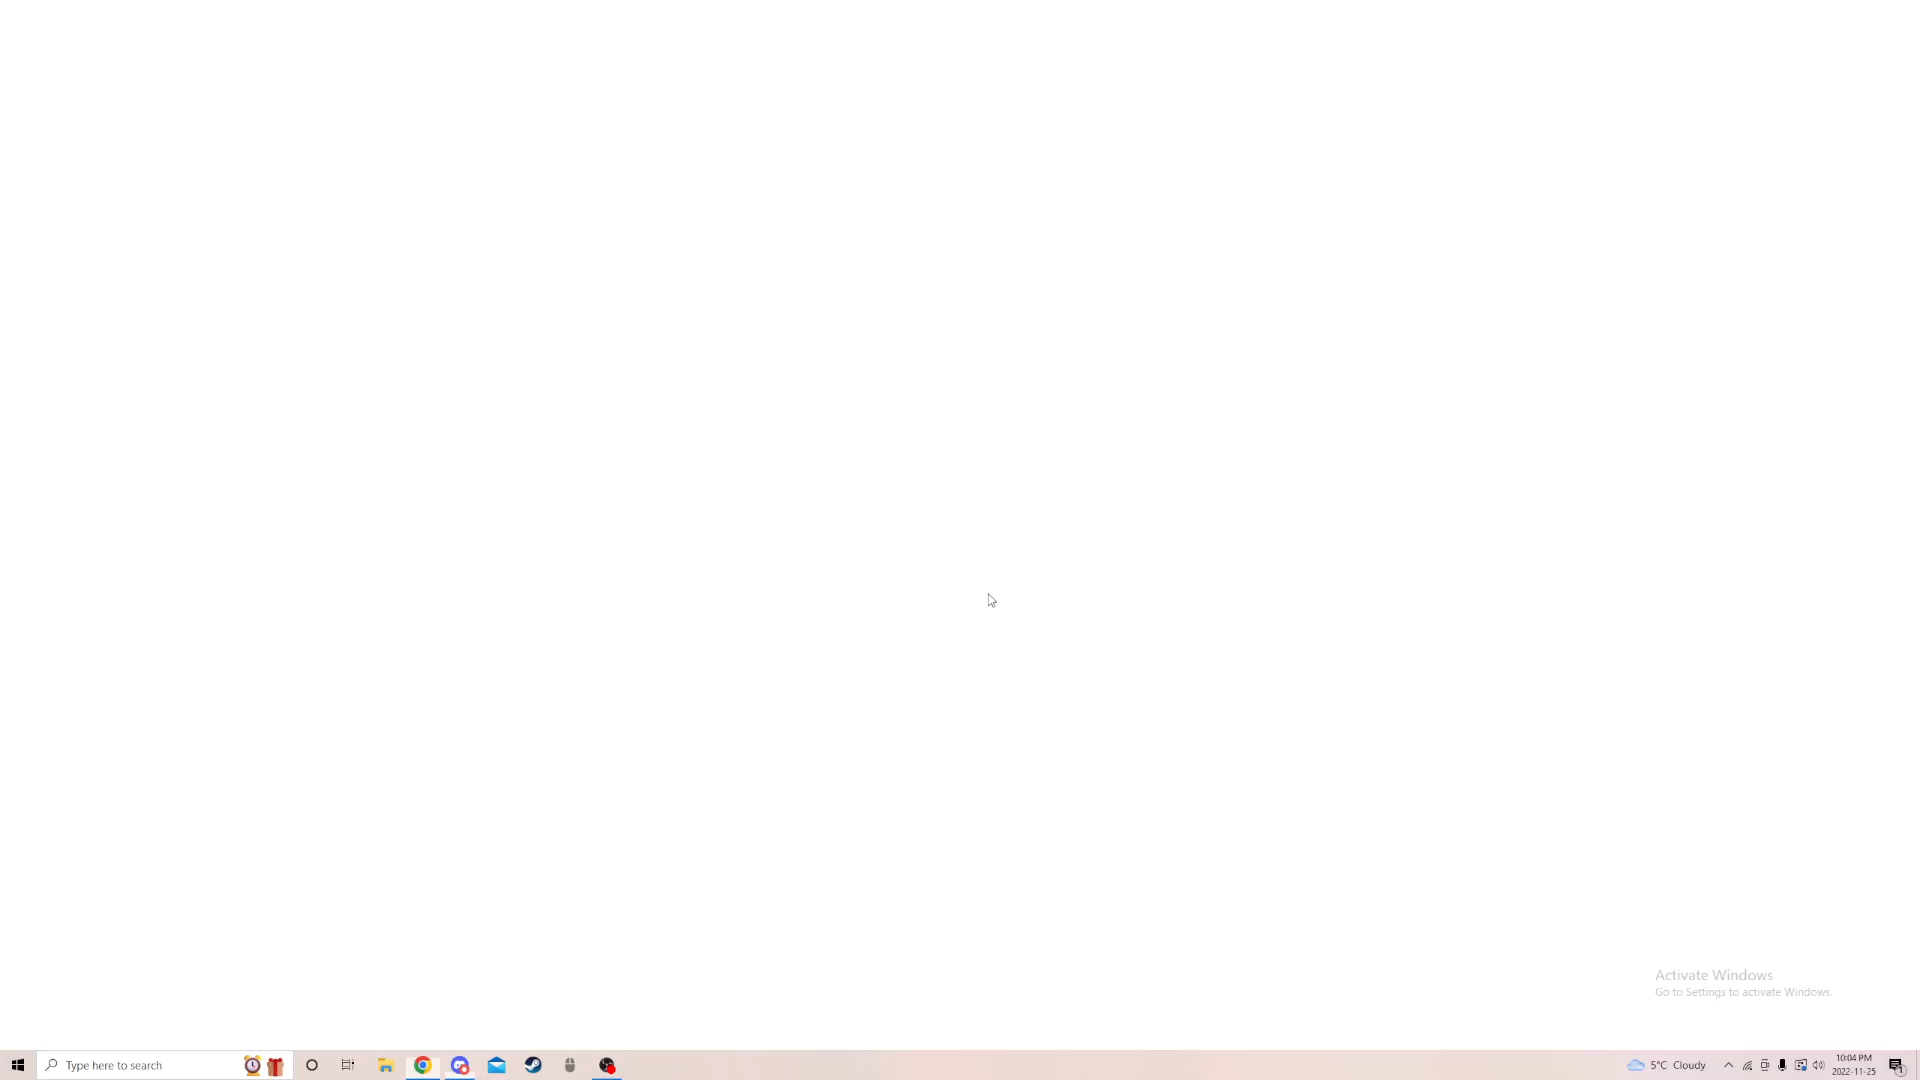 Activate Windows
Go to Settings to activate Windows.
Type here to search
5°C Cloudy
10:04 PM
2022-11-25
1